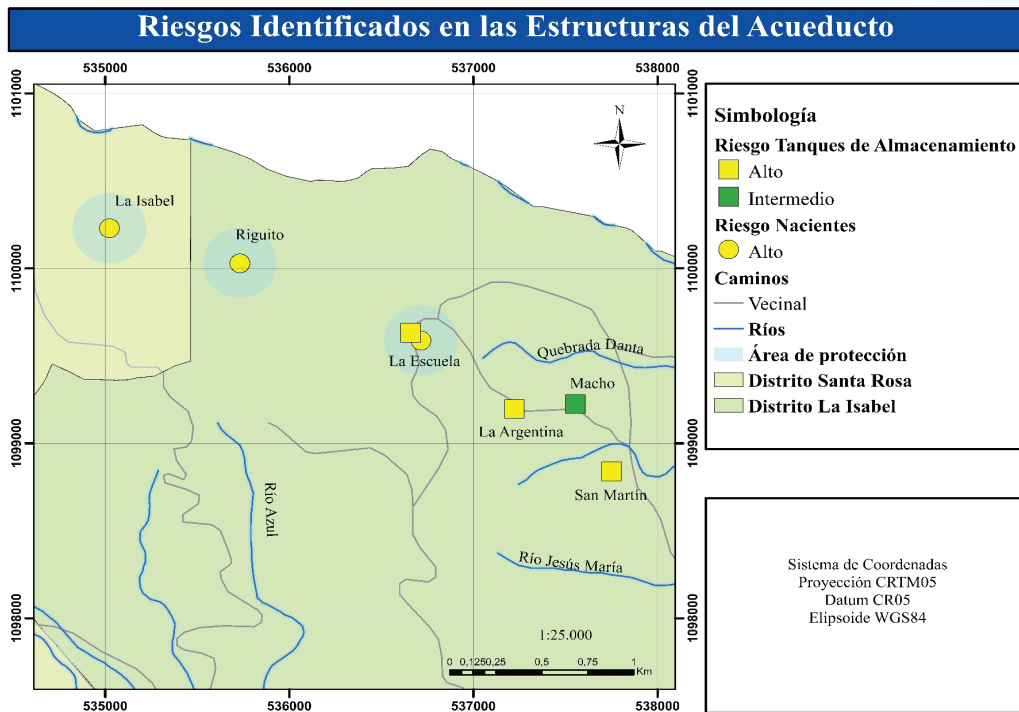 Riesgos Identificados en las Estructuras del Acueducto
535000 536000 537000 538000
1101000 1101000
1100000 1100000
1099000 1099000
1098000 1098000
N
La Isabel
Riguito
La Escuela
Quebrada Danta
Macho
La Argentina
San Martín
Río Azul
Río Jesús María
1:25.000
0 0,1250,25 0,5 0,75 1
Km
535000 536000 537000 538000
Simbología
Riesgo Tanques de Almacenamiento
Alto
Intermedio
Riesgo Nacientes
Alto
Caminos
Vecinal
Ríos
Área de protección
Distrito Santa Rosa
Distrito La Isabel
Sistema de Coordenadas
Proyección CRTM05
Datum CR05
Elipsoide WGS84